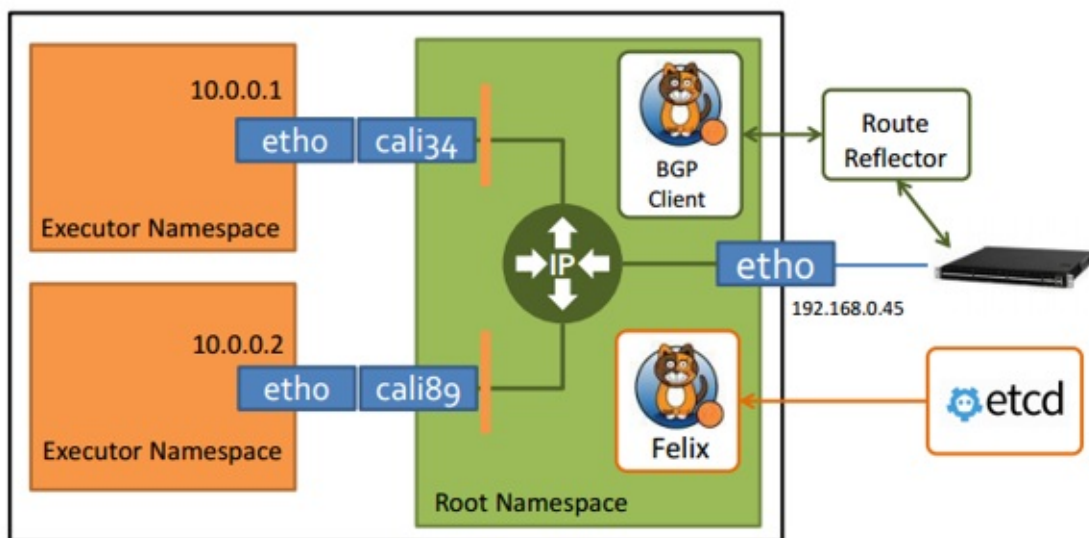 10.0.0.1
etho
cali34
Executor Namespace
10.0.0.2
etho
cali89
Executor Namespace
BGP
Client
IP
etho
192.168.0.45
Felix
Root Namespace
Route
Reflector
etcd